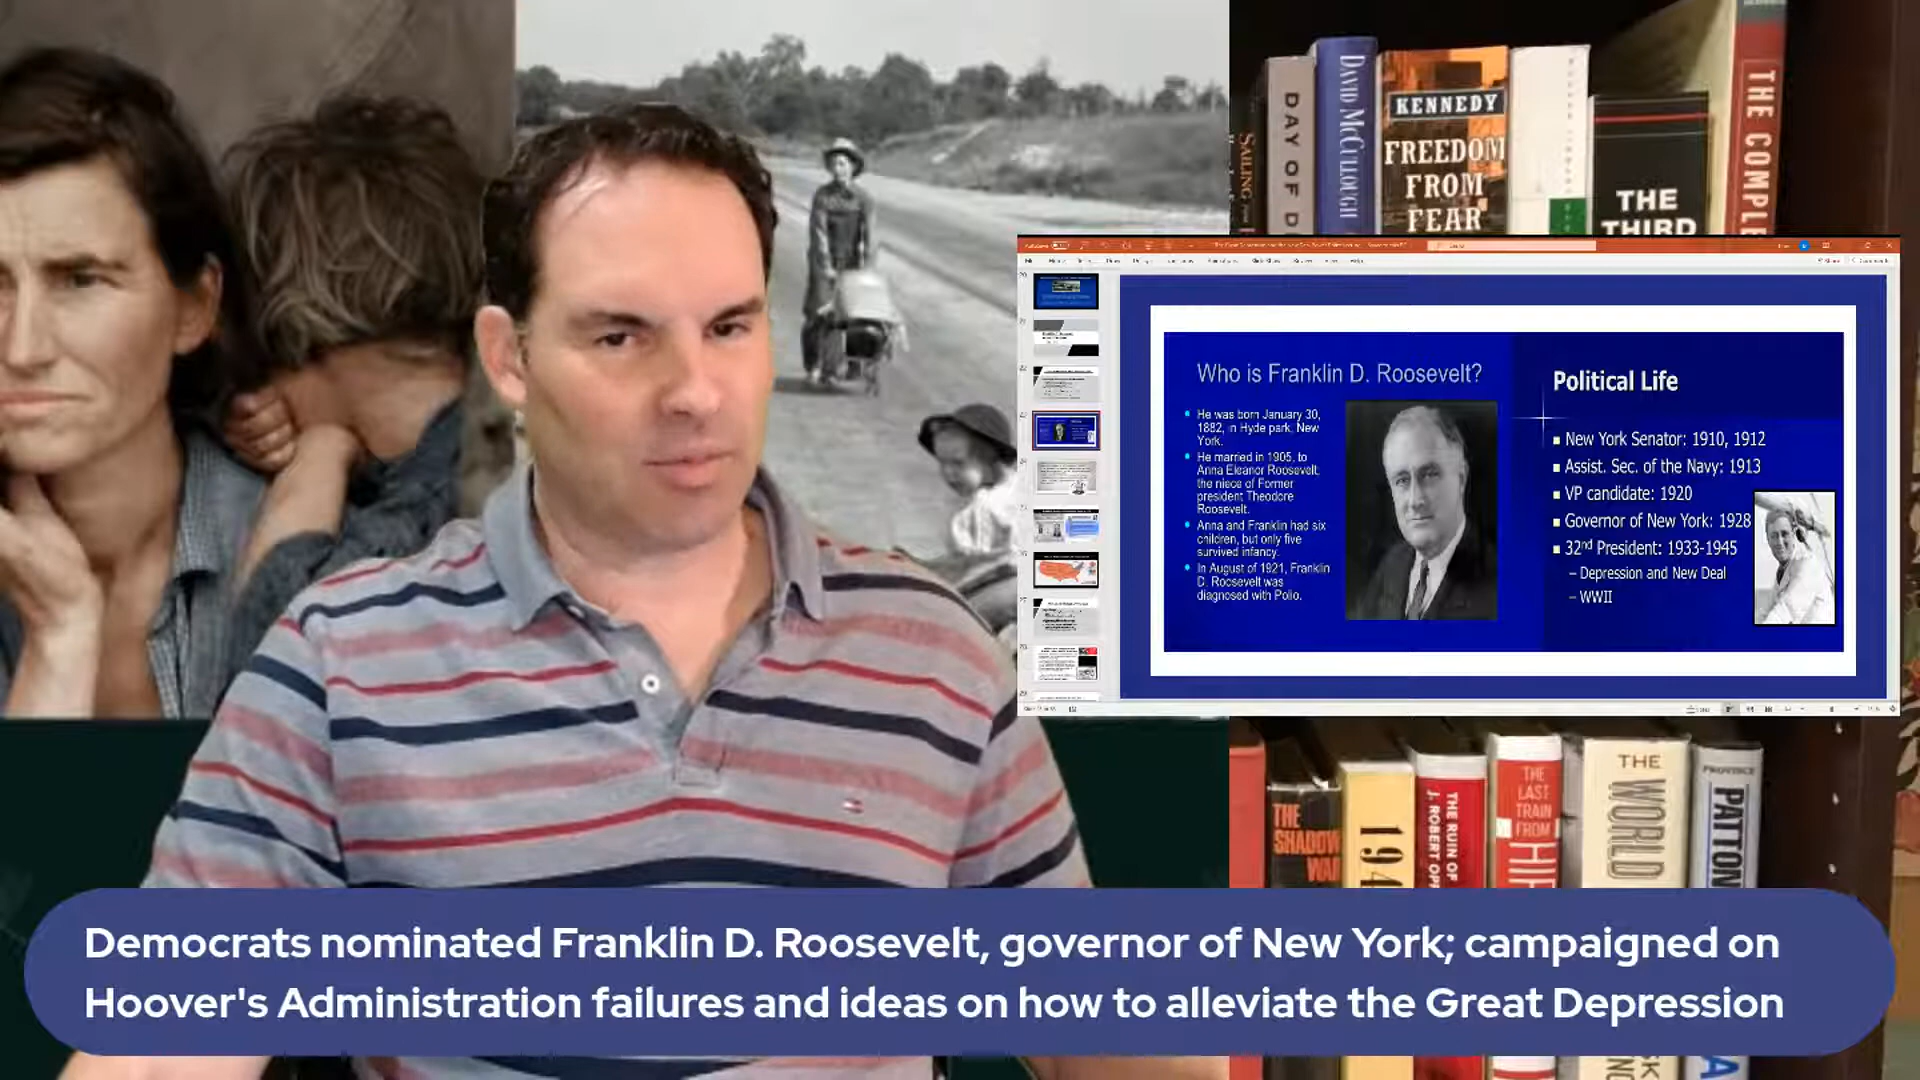 SAILING
DAY OF D
DAVID McCULLOUGH
KENNEDY
FREEDOM
FROM
FEAR
THE
THIRD
THE COMPLE
Who is Franklin D. Roosevelt?
He was born January 30,
1882, in Hyde park, New
York.
He married in 1905, to
Anna Eleanor Roosevelt,
the niece of Former
president Theodore
Roosevelt.
Anna and Franklin had six
children, but only five
survived infancy.
In August of 1921, Franklin
D. Roosevelt was
diagnosed with Polio.
Political Life
New York Senator: 1910, 1912
Assist. Sec. of the Navy: 1913
VP candidate: 1920
Governor of New York: 1928
32nd President: 1933-1945
– Depression and New Deal
– WWII
THE
SHADOW
WAR
194
THE RUIN OF
J. ROBERT OPP
THE
LAST
TRAIN
FROM
HIR
THE
WORLD
PROVINCE
PATTON
Democrats nominated Franklin D. Roosevelt, governor of New York; campaigned on
Hoover's Administration failures and ideas on how to alleviate the Great Depression